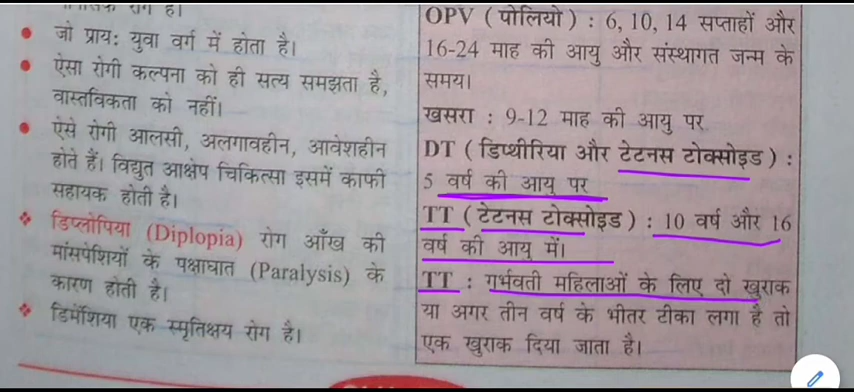 जो प्रायः युवा वर्ग में होता है।
ऐसा रोगी कल्पना को ही सत्य समझता है,
वास्तविकता को नहीं।
ऐसे रोगी आलसी, अलगावहीन, आवेशहीन
होते हैं। विद्युत आक्षेप चिकित्सा इसमें काफी
सहायक होती है।
डिप्लोपिया (Diplopia) रोग आँख की
मांसपेशियों के पक्षाघात (Paralysis) के
कारण होती है।
डिमेंशिया एक स्मृतिक्षय रोग है।
OPV ( पोलियो ) : 6, 10, 14 सप्ताहों और
16-24 माह की आयु और संस्थागत जन्म के
समय।
खसरा : 9-12 माह की आयु पर
DT ( डिप्थीरिया और टेटनस टोक्सोइड ) :
5 वर्ष की आयु पर
TT ( टेटनस टोक्सोइड ) : 10 वर्ष और 16
वर्ष की आयु में।
TT : गर्भवती महिलाओं के लिए दो खुराक
या अगर तीन वर्ष के भीतर टीका लगा है तो
एक खुराक दिया जाता है।